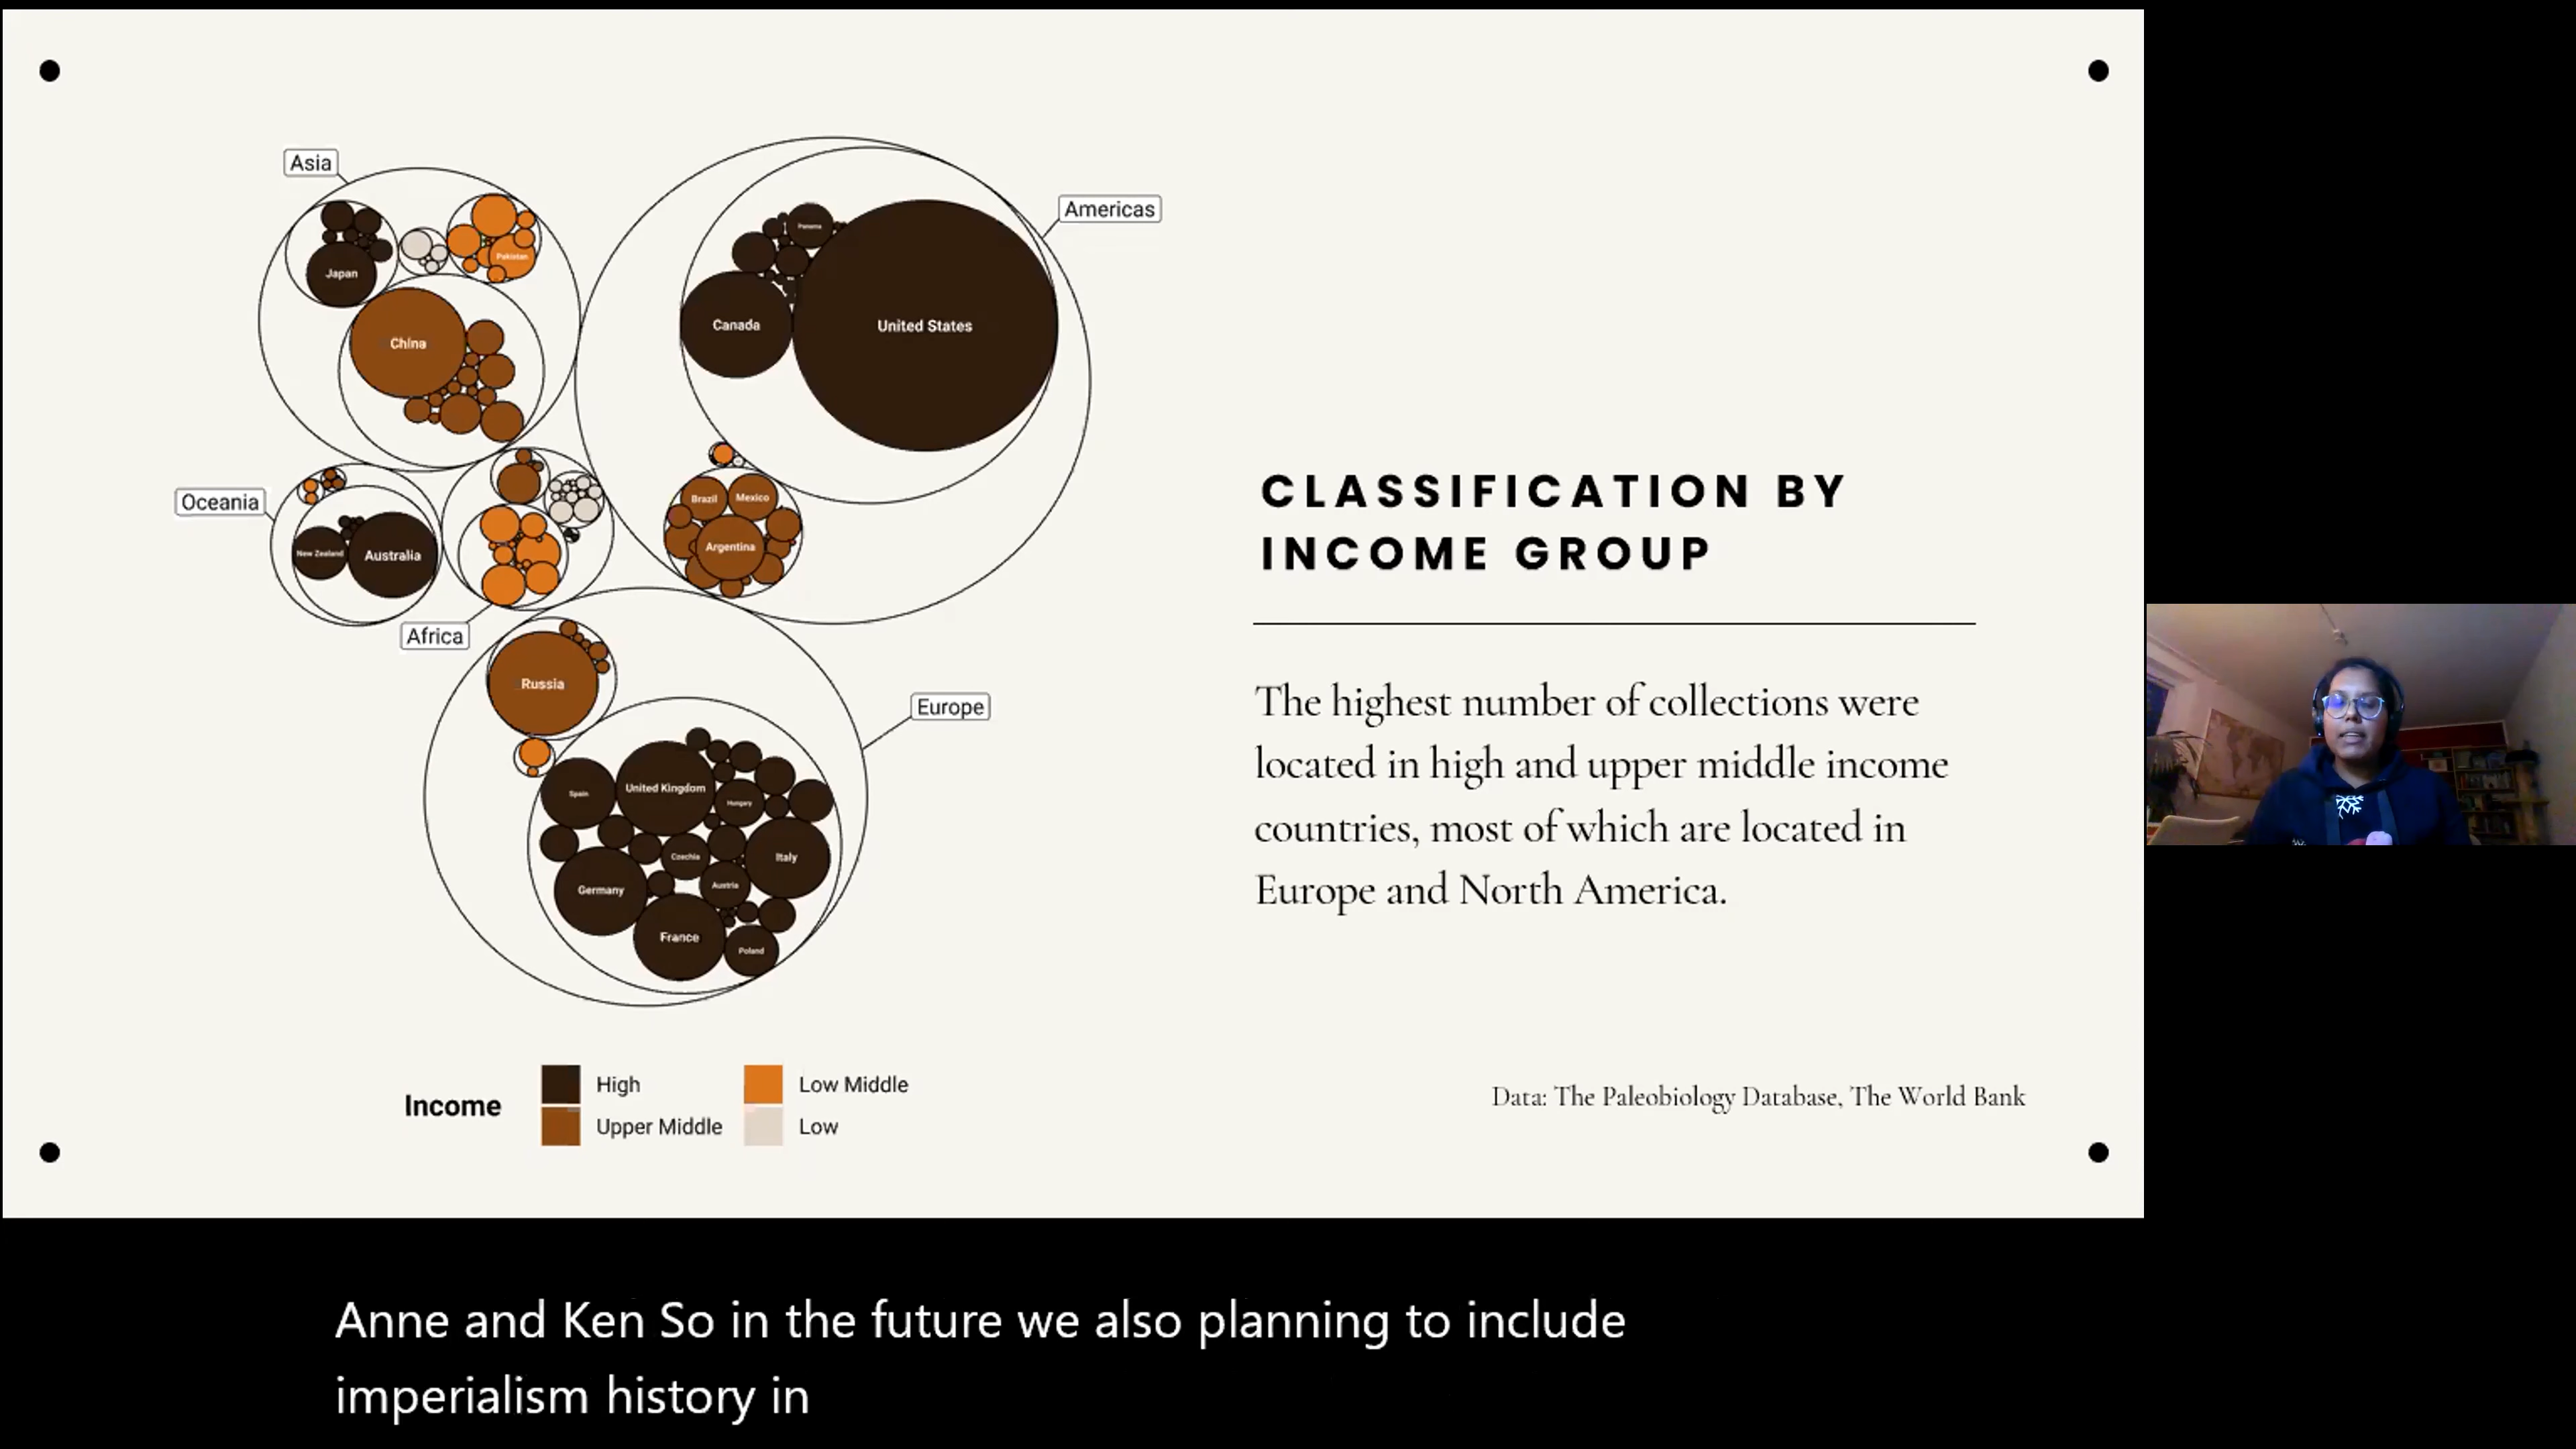 Asia
Americas
Japan
Pakistan
Panama
China
Canada
United States
Oceania
New Zealand
Australia
Brazil
Mexico
Argentina
Africa
Russia
Europe
Spain
United Kingdom
Hungary
Czechia
Italy
Germany
Austria
France
Poland
Income
High
Low Middle
Upper Middle
Low
CLASSIFICATION BY
INCOME GROUP
The highest number of collections were
located in high and upper middle income
countries, most of which are located in
Europe and North America.
Data: The Paleobiology Database, The World Bank
Anne and Ken So in the future we also planning to include
imperialism history in